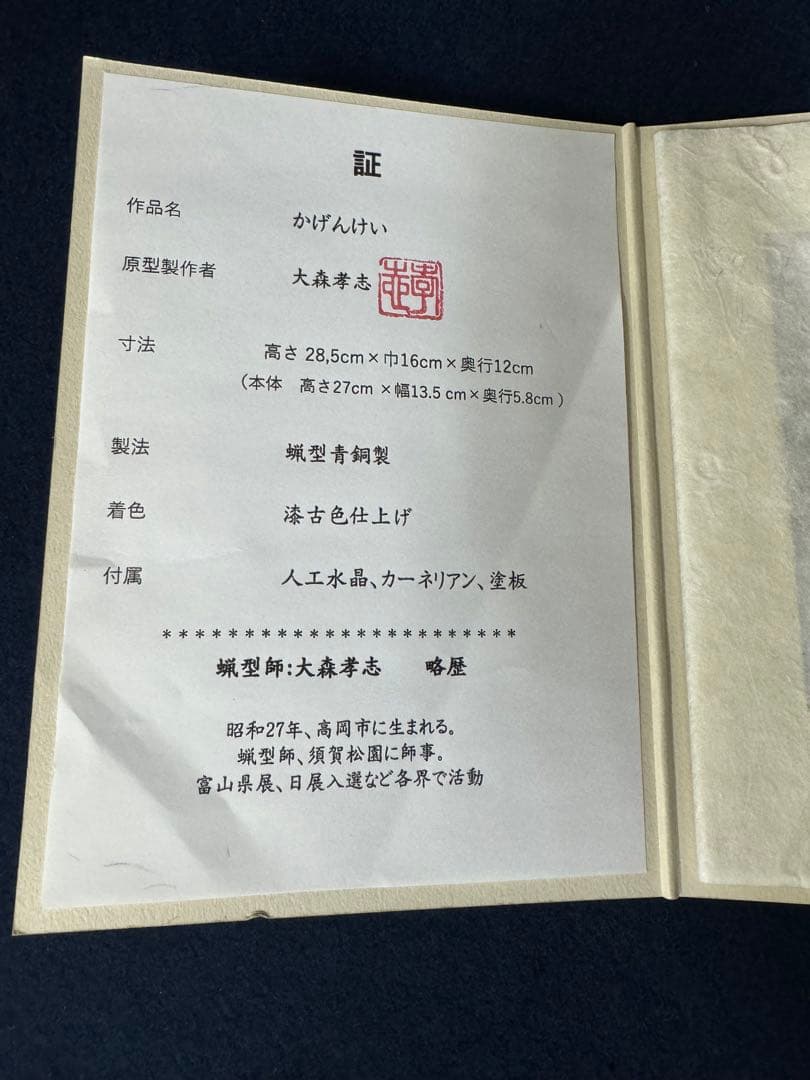 証
作品名 かげんけい
原型製作者 大森孝志 孝志
寸法 高さ 28,5cm×巾16cm×奥行12cm
（本体 高さ27cm ×幅13.5 cm×奥行5.8cm ）
製法 蝋型青銅製
着色 漆古色仕上げ
付属 人工水晶、カーネリアン、塗板
**********************
蝋型師:大森孝志 略歴
昭和27年、高岡市に生まれる。
蝋型師、須賀松園に師事。
富山県展、日展入選など各界で活動